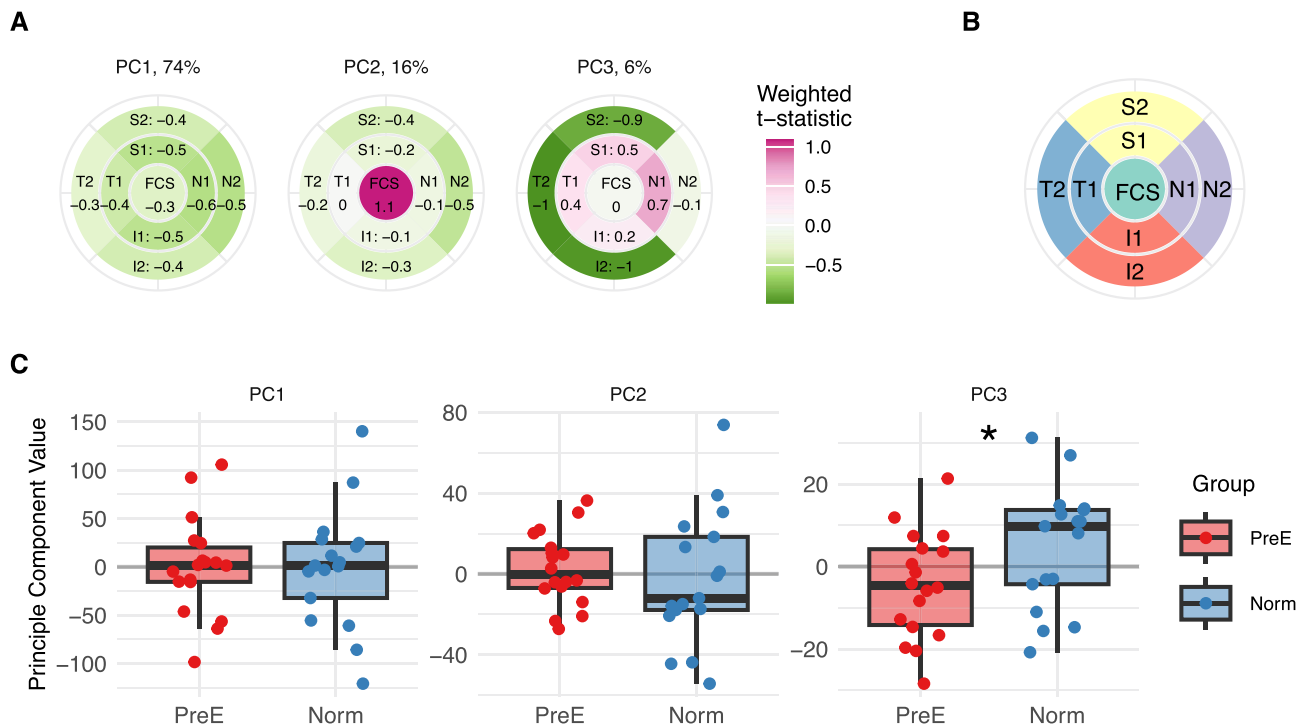 A
B
PC1, 74%
PC2, 16%
PC3, 6%
Weighted
t−statistic
1.0
0.5
0.0
−0.5
S2: −0.4
S1: −0.5
T2 T1 FCS N1 N2
−0.3 −0.4 −0.3 −0.6 −0.5
I1: −0.5
I2: −0.4
S2: −0.4
S1: −0.2
T2 T1 FCS N1 N2
−0.2 0 1.1 −0.1 −0.5
I1: −0.1
I2: −0.3
S2: −0.9
S1: 0.5
T2 T1 FCS N1 N2
−1 0.4 0 0.7 −0.1
I1: 0.2
I2: −1
S2
S1
T2 T1 FCS N1 N2
I1
I2
C
Principle Component Value
PC1
150
100
50
0
−50
−100
PreE Norm
PC2
80
40
0
−40
PreE Norm
PC3
*
20
0
−20
PreE Norm
Group
PreE
Norm